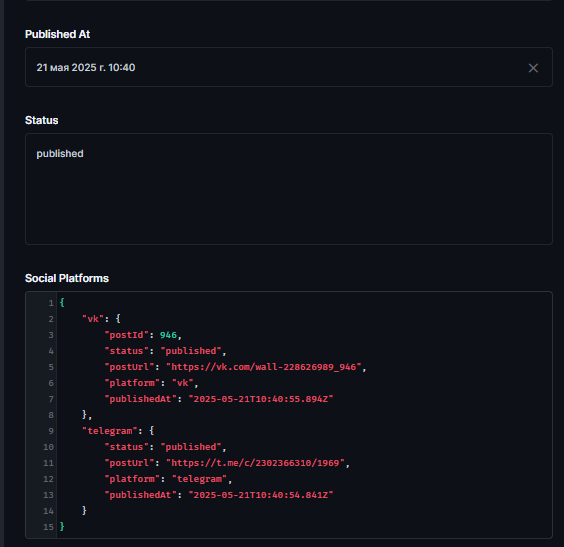 Published At
21 мая 2025 г. 10:40
Status
published
Social Platforms
1 {
2     "vk": {
3         "postId": 946,
4         "status": "published",
5         "postUrl": "https://vk.com/wall-228626989_946",
6         "platform": "vk",
7         "publishedAt": "2025-05-21T10:40:55.894Z"
8     },
9     "telegram": {
10         "status": "published",
11         "postUrl": "https://t.me/c/2302366310/1969",
12         "platform": "telegram",
13         "publishedAt": "2025-05-21T10:40:54.841Z"
14     }
15 }